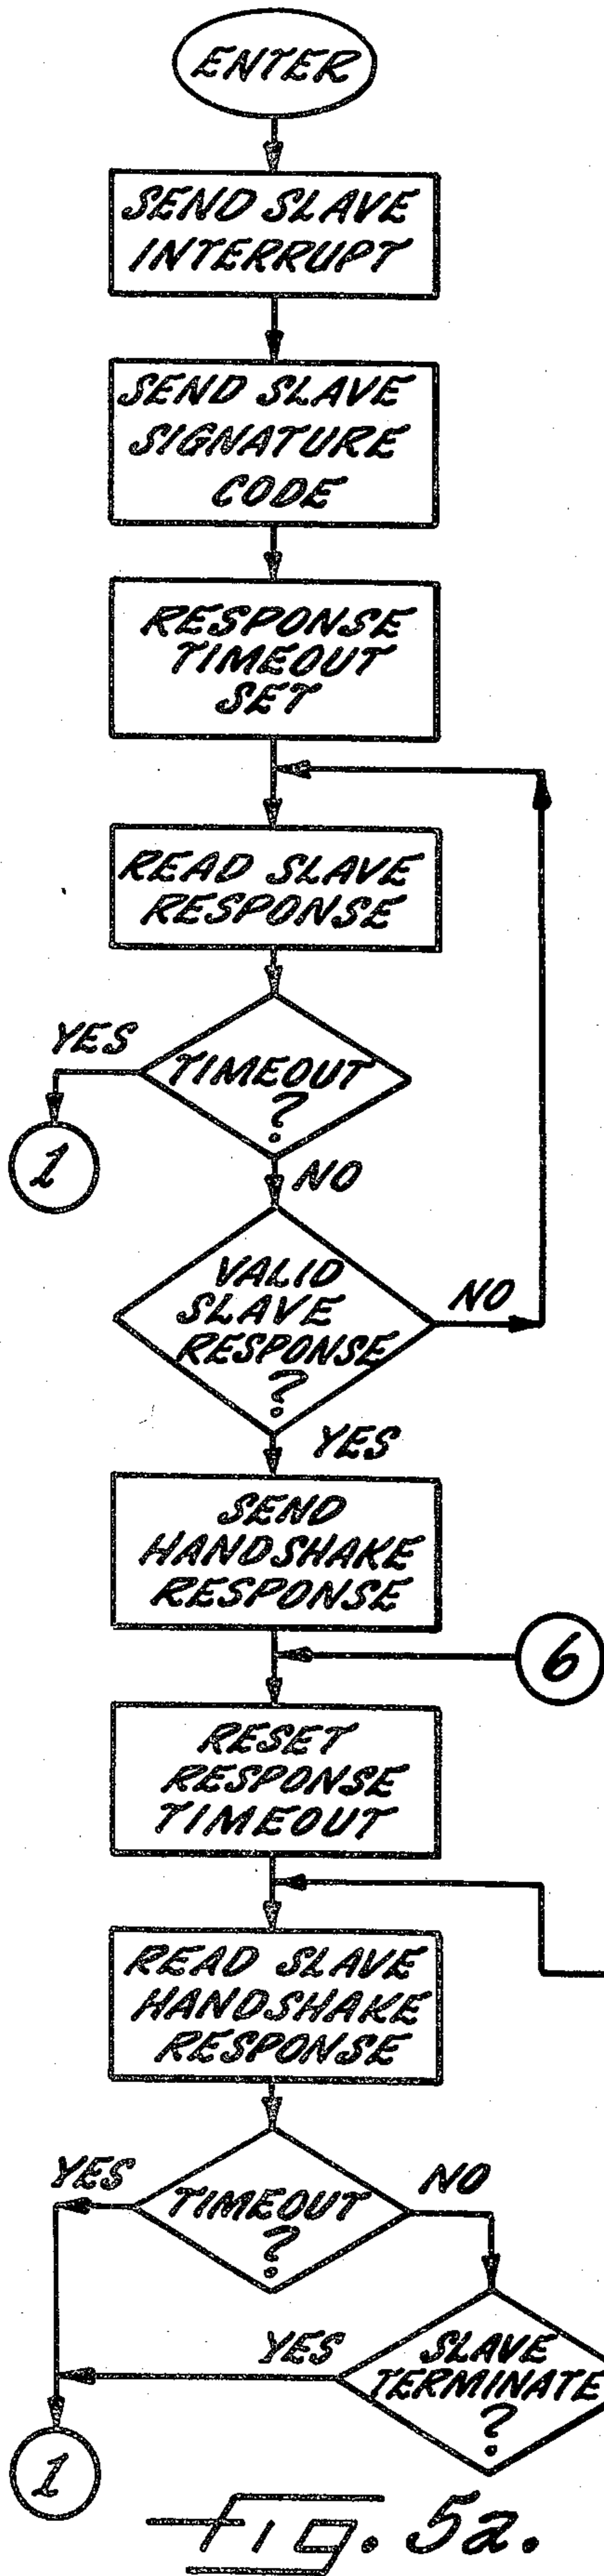 ENTER
SEND SLAVE
INTERRUPT
SEND SLAVE
SIGNATURE
CODE
RESPONSE
TIMEOUT
SET
READ SLAVE
RESPONSE
YES
TIMEOUT
?
1
NO
VALID
SLAVE
RESPONSE
?
NO
YES
SEND
HANDSHAKE
RESPONSE
6
RESET
RESPONSE
TIMEOUT
READ SLAVE
HANDSHAKE
RESPONSE
YES
TIMEOUT
?
NO
YES
SLAVE
TERMINATE
?
1
Fig. 5a.